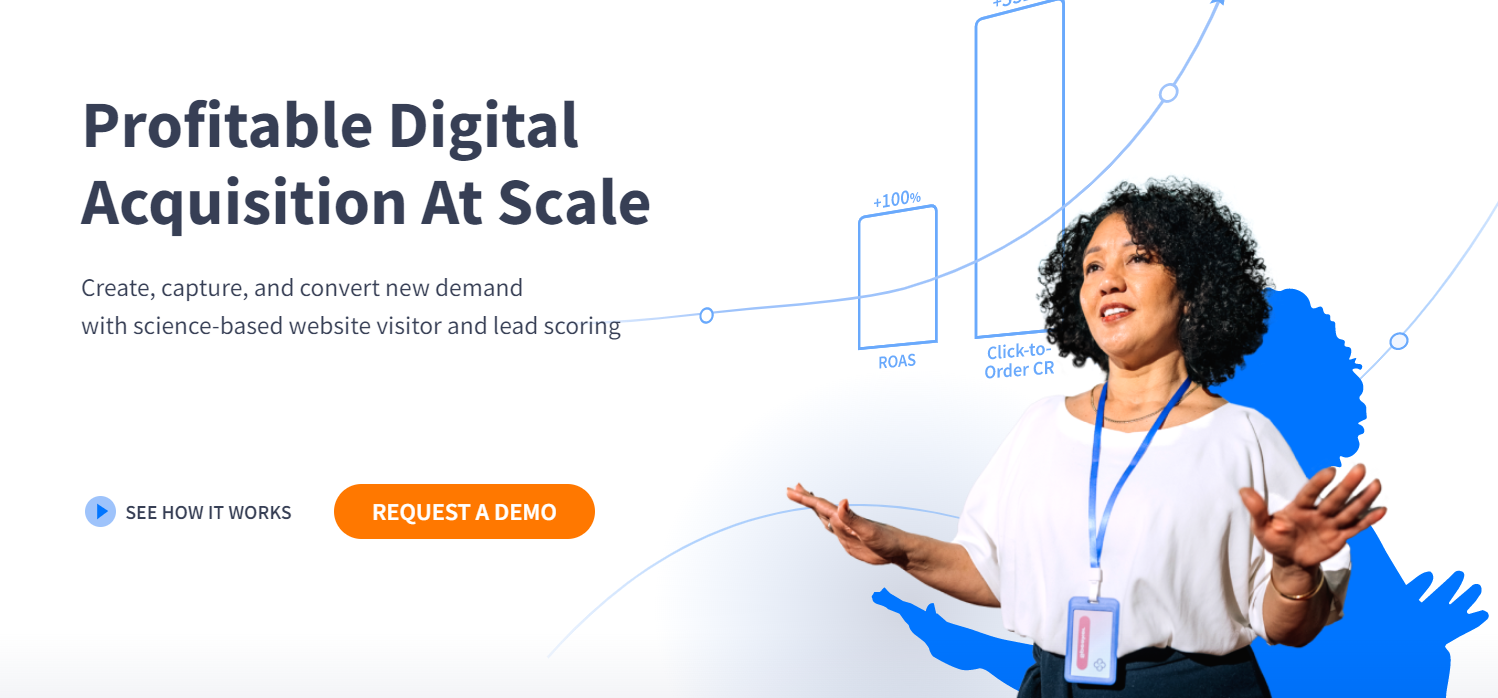 Profitable Digital
Acquisition At Scale
Create, capture, and convert new demand
with science-based website visitor and lead scoring
SEE HOW IT WORKS
REQUEST A DEMO
+100%
ROAS
Click-to-
Order CR